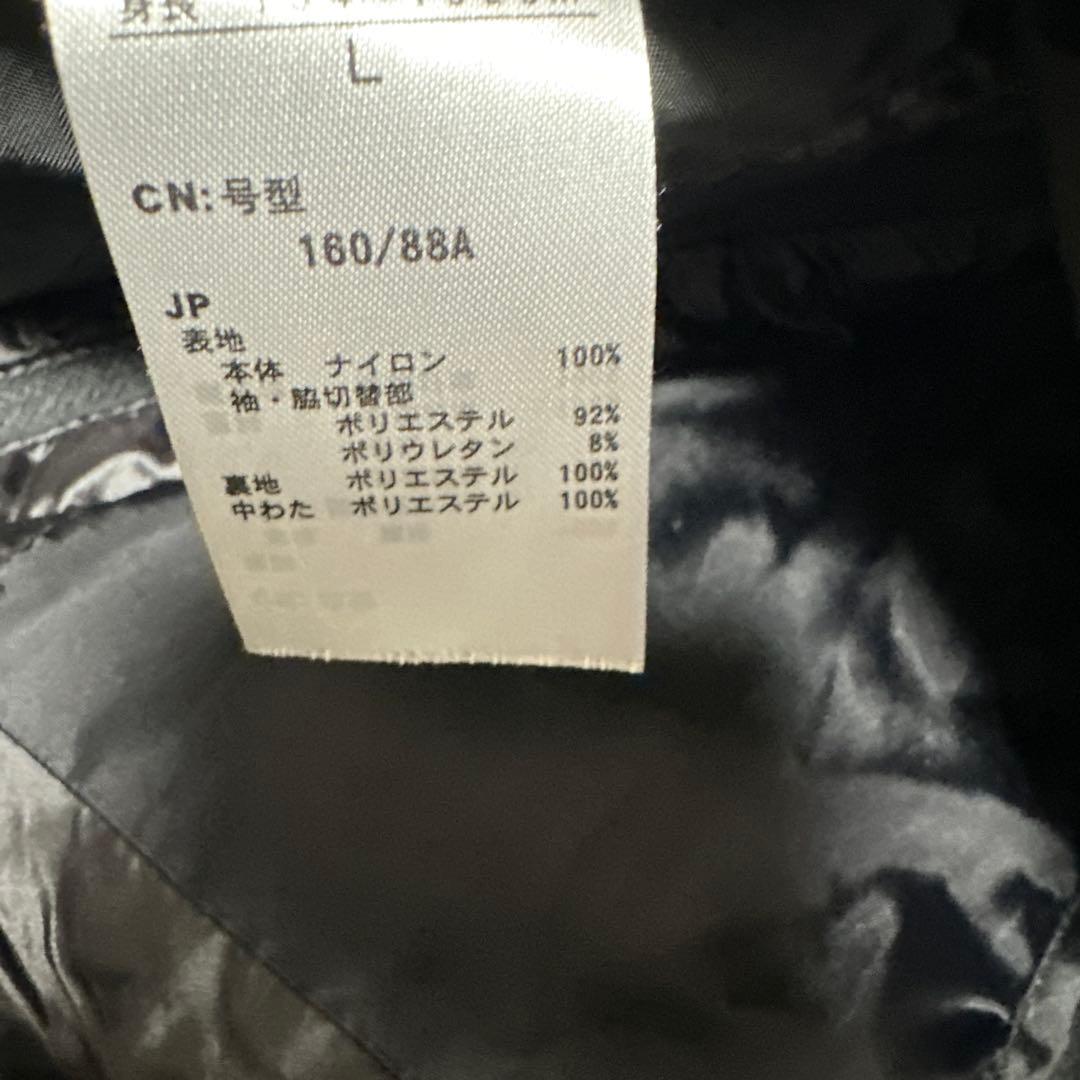 身長
L
CN:号型
160/88A
JP
表地
本体 ナイロン 100%
袖・脇切替部
ポリエステル 92%
ポリウレタン 8%
裏地 ポリエステル 100%
中わた ポリエステル 100%